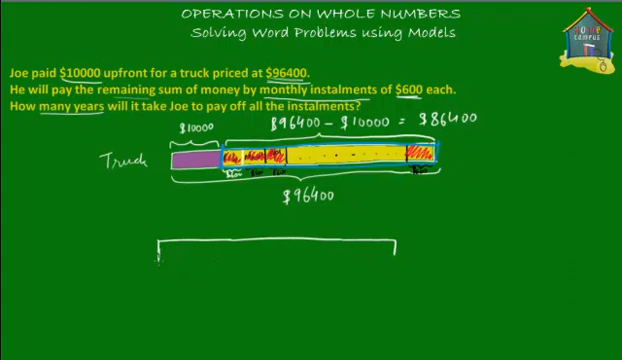 OPERATIONS ON WHOLE NUMBERS
Solving Word Problems using Models
Joe paid $10000 upfront for a truck priced at $96400.
He will pay the remaining sum of money by monthly instalments of $600 each.
How many years will it take Joe to pay off all the instalments?
$10000 $96400 - $10000 = $86400
Truck
$600
$96400